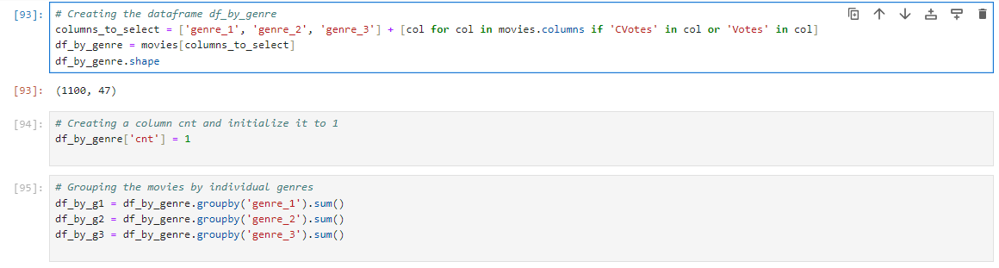 [93]: # Creating the dataframe df_by_genre
columns_to_select = ['genre_1', 'genre_2', 'genre_3'] + [col for col in movies.columns if 'CVotes' in col or 'Votes' in col]
df_by_genre = movies[columns_to_select]
df_by_genre.shape
[93]: (1100, 47)
[94]: # Creating a column cnt and initialize it to 1
df_by_genre['cnt'] = 1
[95]: # Grouping the movies by individual genres
df_by_g1 = df_by_genre.groupby('genre_1').sum()
df_by_g2 = df_by_genre.groupby('genre_2').sum()
df_by_g3 = df_by_genre.groupby('genre_3').sum()